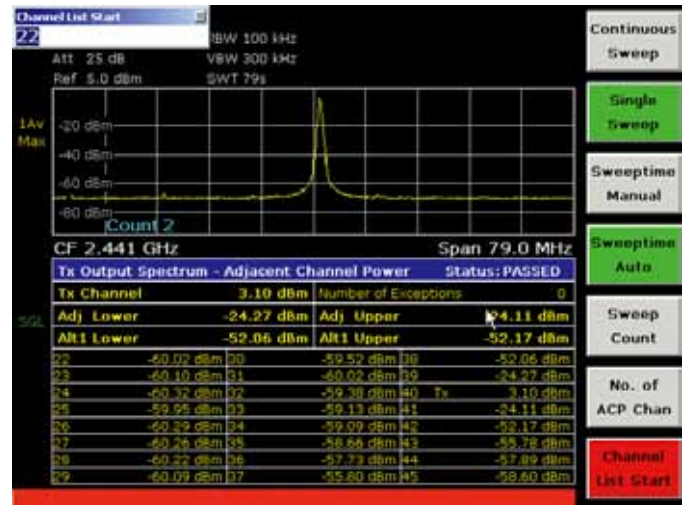 Channel List Start
22
RBW 100 kHz
Att 25 dB
VBW 300 kHz
Ref 5.0 dBm
SWT 79s
1Av
Max
-20 dBm
-40 dBm
-60 dBm
-80 dBm
Count 2
CF 2.441 GHz
Span 79.0 MHz
Tx Output Spectrum - Adjacent Channel Power Status: PASSED
Tx Channel 3.10 dBm Number of Exceptions 0
SGL
Adj Lower -24.27 dBm Adj Upper 24.11 dBm
Alt1 Lower -52.06 dBm Alt1 Upper -52.17 dBm
22 -60.02 dBm 30 -59.52 dBm 38 -52.06 dBm
23 -60.10 dBm 31 -60.02 dBm 39 -24.27 dBm
24 -60.32 dBm 32 -59.38 dBm 40 Tx 3.10 dBm
25 -59.95 dBm 33 -59.13 dBm 41 -24.11 dBm
26 -60.29 dBm 34 -59.09 dBm 42 -52.17 dBm
27 -60.26 dBm 35 -58.66 dBm 43 -55.78 dBm
28 -60.22 dBm 36 -57.73 dBm 44 -57.89 dBm
29 -60.09 dBm 37 -55.80 dBm 45 -58.60 dBm
Continuous
Sweep
Single
Sweep
Sweeptime
Manual
Sweeptime
Auto
Sweep
Count
No. of
ACP Chan
Channel
List Start